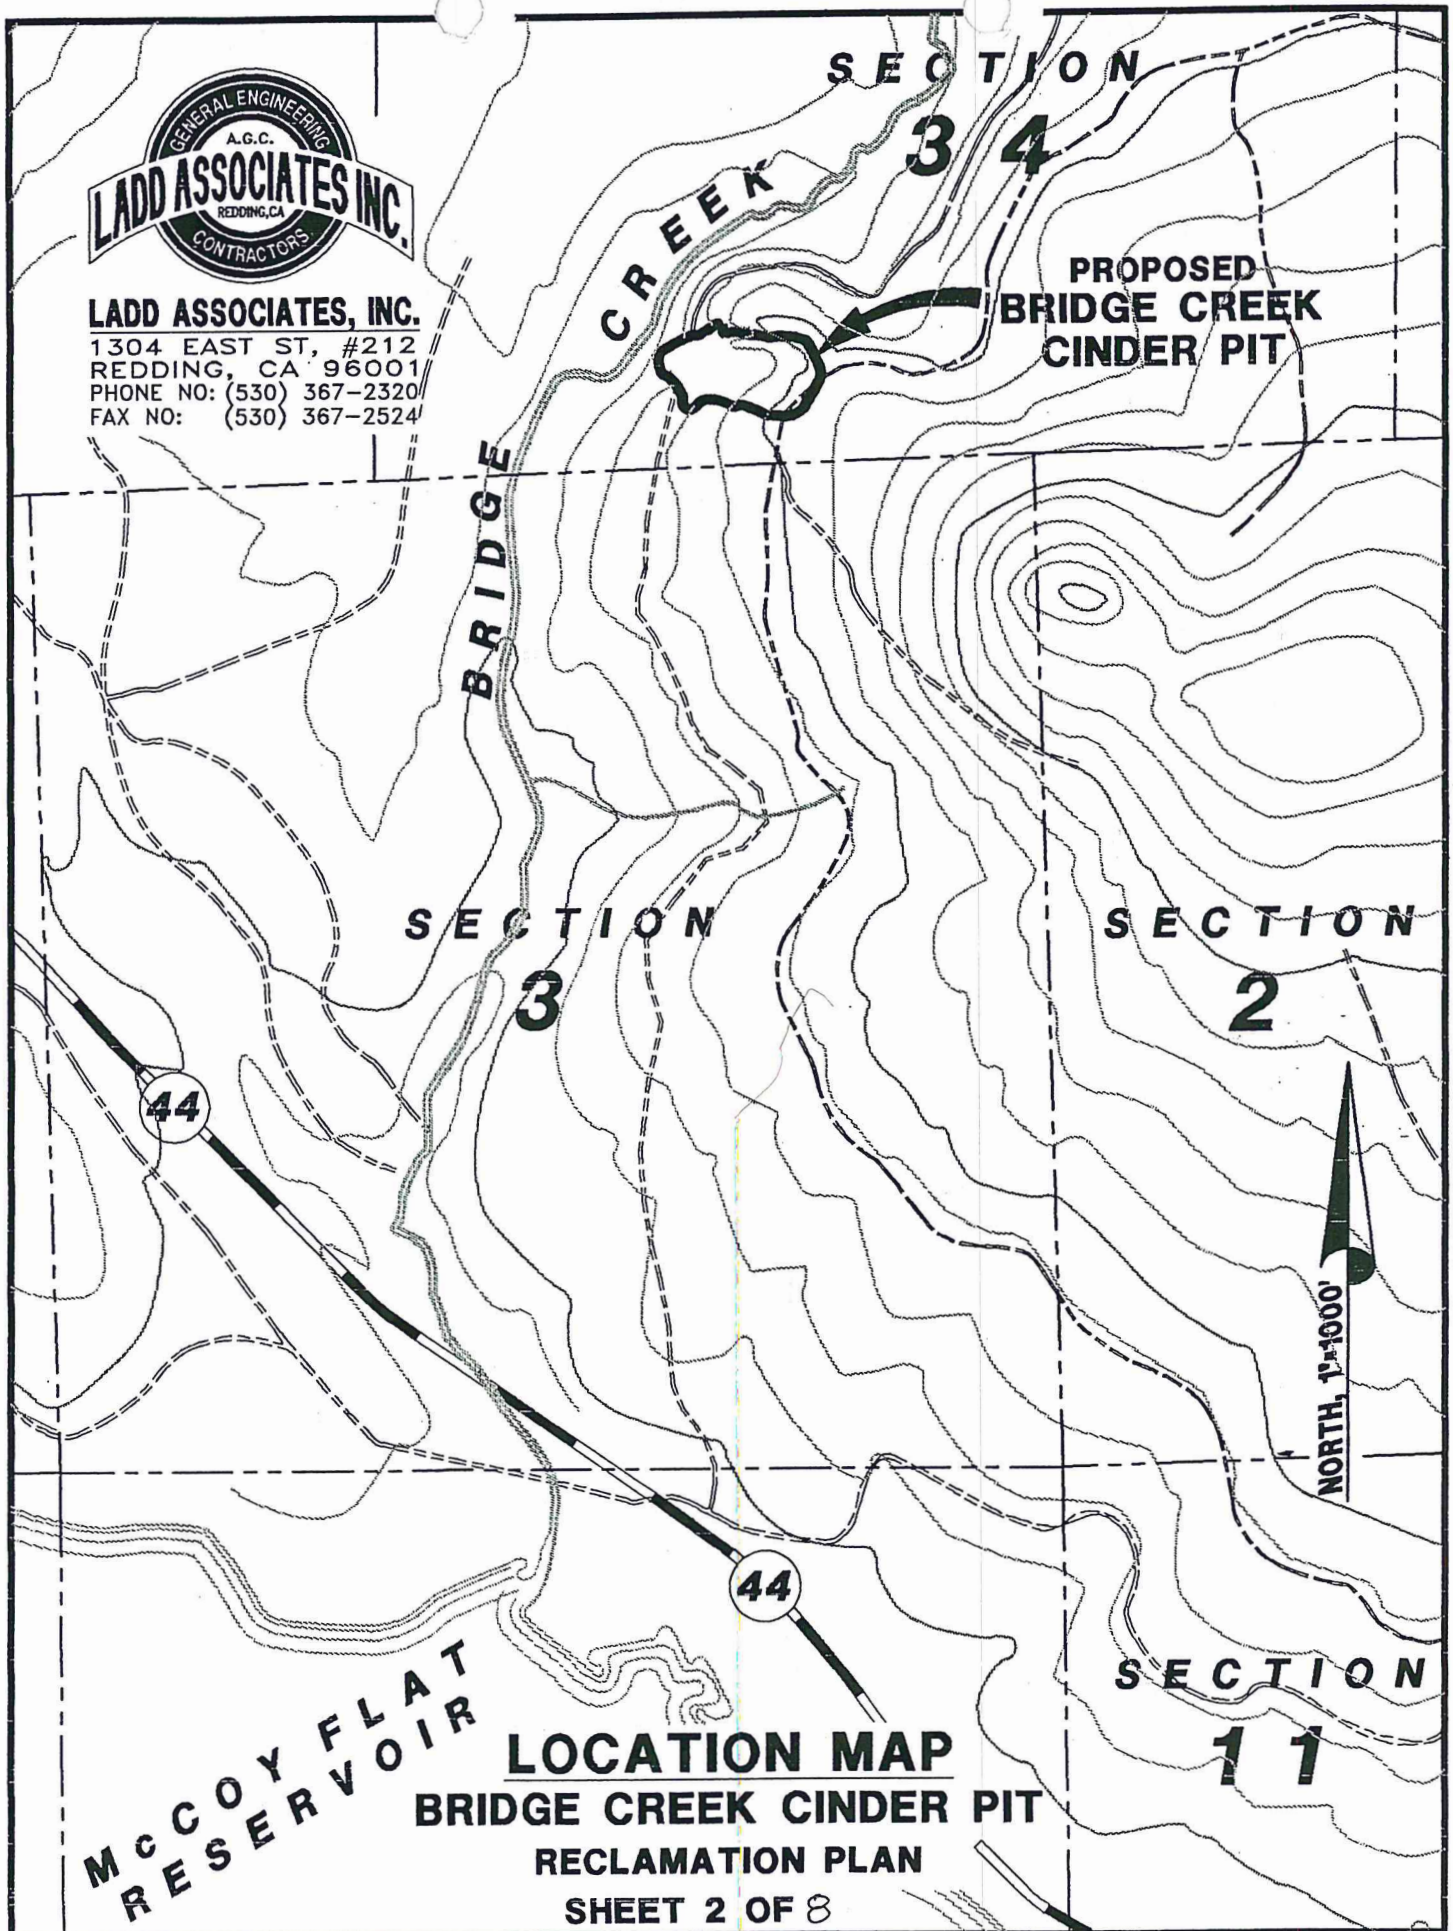 GENERAL ENGINEERING
A.G.C.
LADD ASSOCIATES INC.
REDDING,CA
CONTRACTORS
LADD ASSOCIATES, INC.
1304 EAST ST, #212
REDDING, CA 96001
PHONE NO: (530) 367-2320
FAX NO: (530) 367-2524
SECTION
34
BRIDGE CREEK
PROPOSED
BRIDGE CREEK
CINDER PIT
SECTION
3
SECTION
2
44
NORTH, 1"=1000'
44
SECTION
11
McCOY FLAT
RESERVOIR
LOCATION MAP
BRIDGE CREEK CINDER PIT
RECLAMATION PLAN
SHEET 2 OF 8